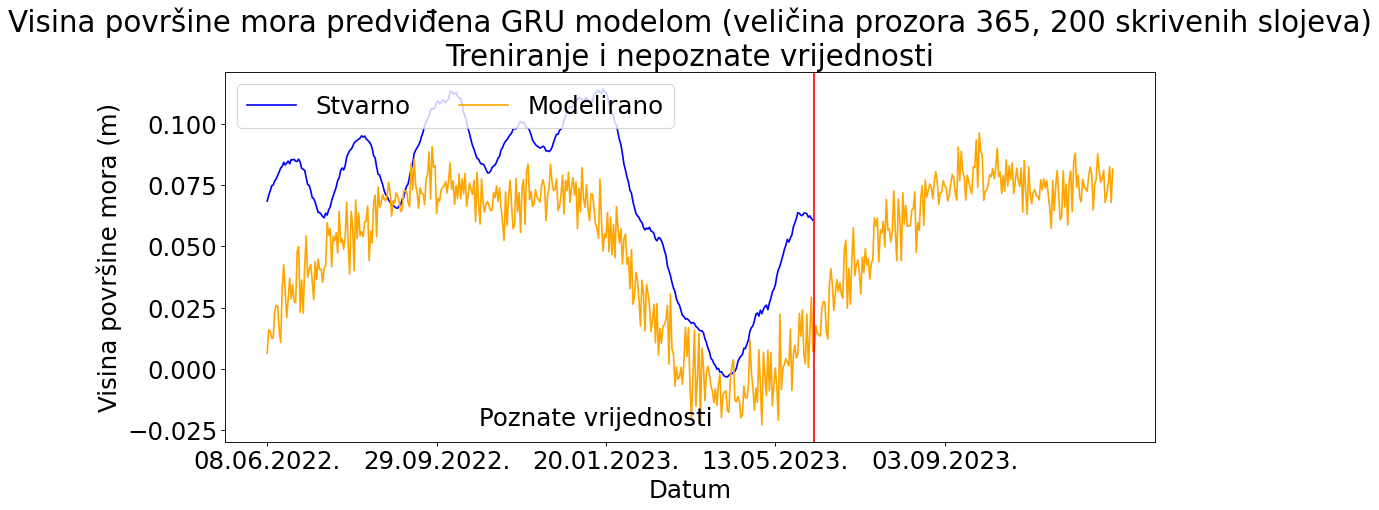 Visina površine mora predviđena GRU modelom (veličina prozora 365, 200 skrivenih slojeva)
Treniranje i nepoznate vrijednosti
Stvarno
Modelirano
Visina površine mora (m)
0.100
0.075
0.050
0.025
0.000
−0.025
Poznate vrijednosti
08.06.2022.
29.09.2022.
20.01.2023.
13.05.2023.
03.09.2023.
Datum